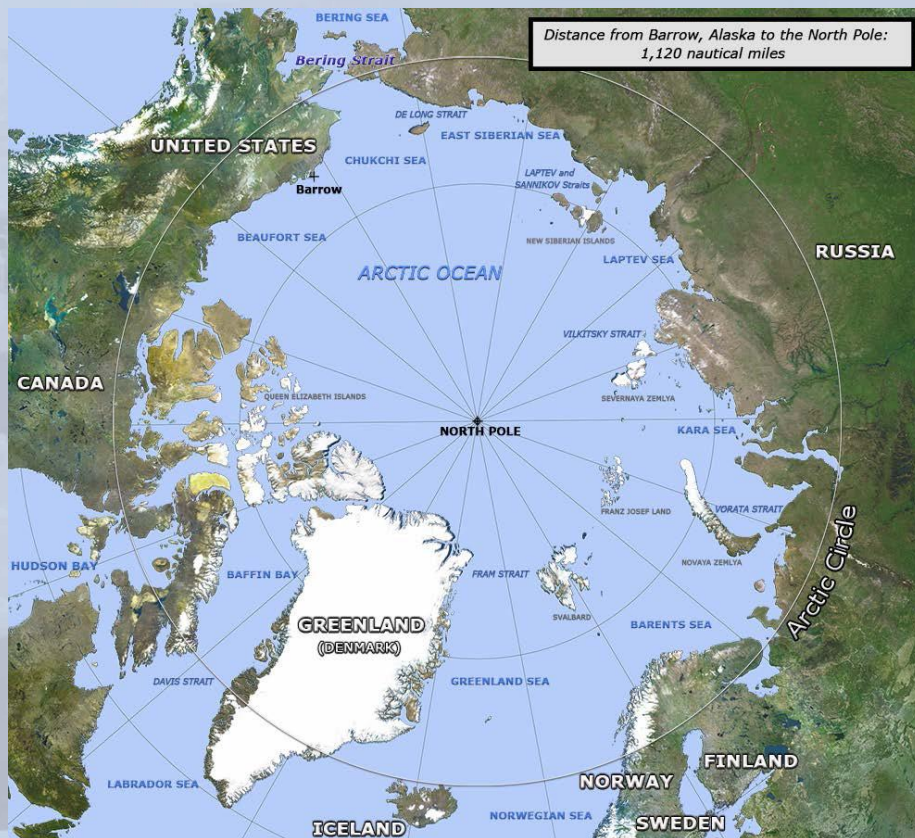 BERING SEA
Distance from Barrow, Alaska to the North Pole:
1,120 nautical miles
Bering Strait
DE LONG STRAIT
EAST SIBERIAN SEA
UNITED STATES
CHUKCHI SEA
LAPTEV and
SANNIKOV Straits
Barrow
BEAUFORT SEA
NEW SIBERIAN ISLANDS
RUSSIA
LAPTEV SEA
ARCTIC OCEAN
VILKITSKY STRAIT
CANADA
QUEEN ELIZABETH ISLANDS
SEVERNAYA ZEMLYA
NORTH POLE
KARA SEA
FRANZ JOSEF LAND
VORATA STRAIT
Arctic Circle
NOVAYA ZEMLYA
HUDSON BAY
BAFFIN BAY
FRAM STRAIT
SVALBARD
GREENLAND
(DENMARK)
BARENTS SEA
DAVIS STRAIT
GREENLAND SEA
LABRADOR SEA
NORWAY
FINLAND
ICELAND
NORWEGIAN SEA
SWEDEN